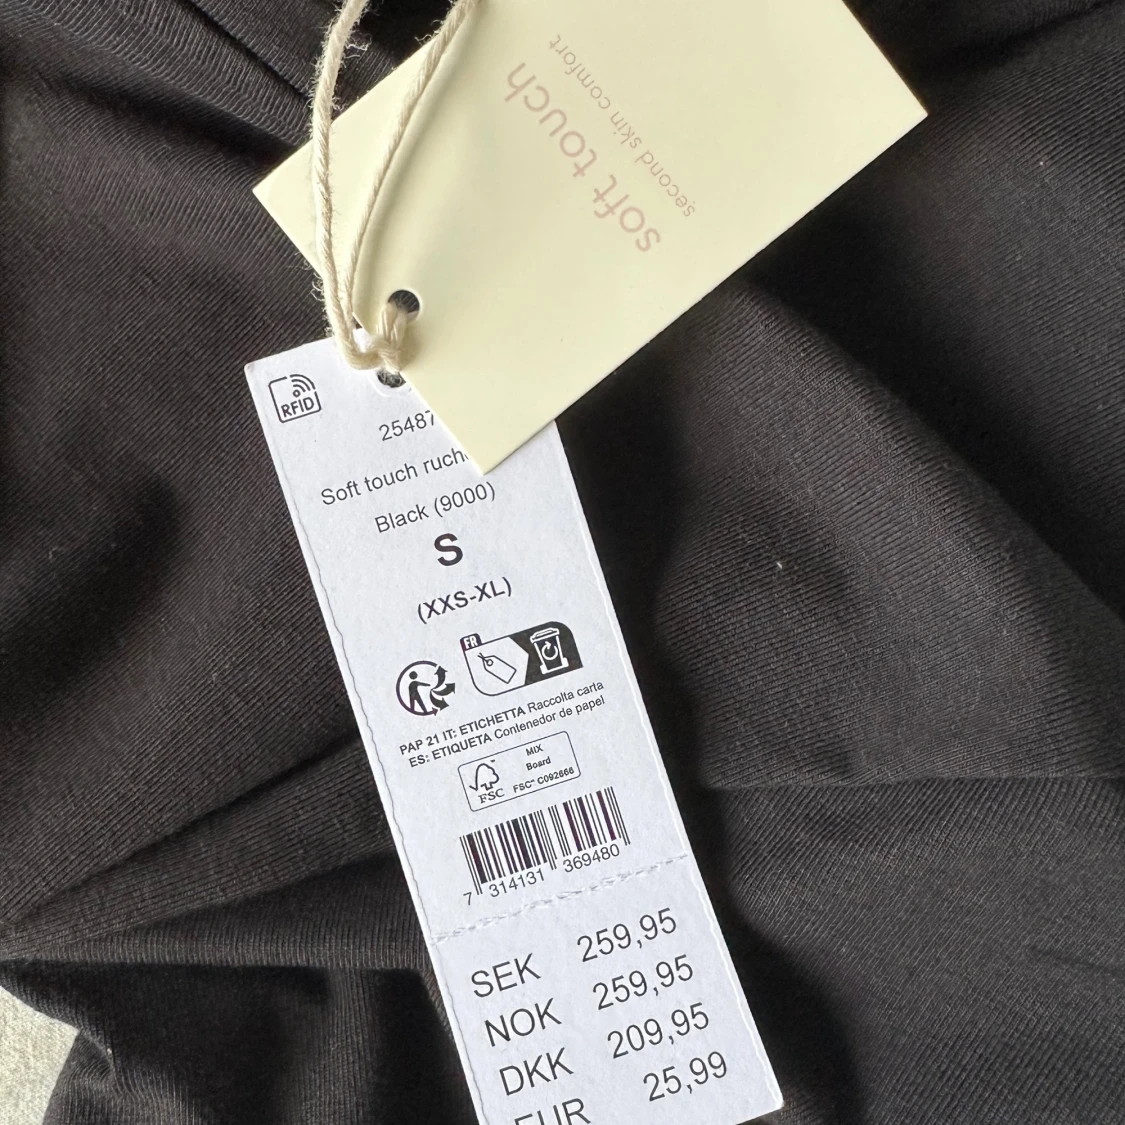 soft touch
second skin comfort
RFID
25487
Soft touch
Black (9000)
S
(XXS-XL)
FR
PAP 21 IT: ETICHETTA Raccolta carta
ES: ETIQUETA Contenedor de papel
FSC
MIX
Board
FSC™ C092666
7 314131 369480
SEK 259,95
NOK 259,95
DKK 209,95
EUR 25,99